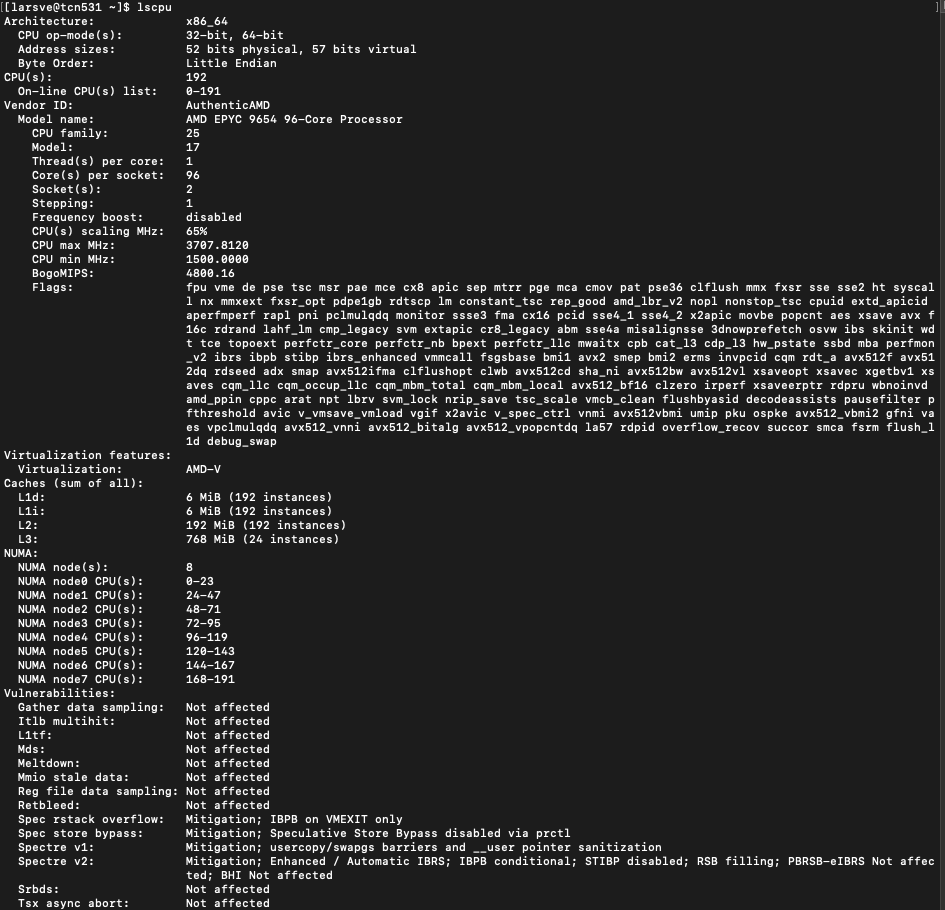 [[larsve@tcn531 ~]$ lscpu ]
Architecture: x86_64
CPU op-mode(s): 32-bit, 64-bit
Address sizes: 52 bits physical, 57 bits virtual
Byte Order: Little Endian
CPU(s): 192
On-line CPU(s) list: 0-191
Vendor ID: AuthenticAMD
Model name: AMD EPYC 9654 96-Core Processor
CPU family: 25
Model: 17
Thread(s) per core: 1
Core(s) per socket: 96
Socket(s): 2
Stepping: 1
Frequency boost: disabled
CPU(s) scaling MHz: 65%
CPU max MHz: 3707.8120
CPU min MHz: 1500.0000
BogoMIPS: 4800.16
Flags: fpu vme de pse tsc msr pae mce cx8 apic sep mtrr pge mca cmov pat pse36 clflush mmx fxsr sse sse2 ht syscal
l nx mmxext fxsr_opt pdpe1gb rdtscp lm constant_tsc rep_good amd_lbr_v2 nopl nonstop_tsc cpuid extd_apicid
aperfmperf rapl pni pclmulqdq monitor ssse3 fma cx16 pcid sse4_1 sse4_2 x2apic movbe popcnt aes xsave avx f
16c rdrand lahf_lm cmp_legacy svm extapic cr8_legacy abm sse4a misalignsse 3dnowprefetch osvw ibs skinit wd
t tce topoext perfctr_core perfctr_nb bpext perfctr_llc mwaitx cpb cat_l3 cdp_l3 hw_pstate ssbd mba perfmon
_v2 ibrs ibpb stibp ibrs_enhanced vmmcall fsgsbase bmi1 avx2 smep bmi2 erms invpcid cqm rdt_a avx512f avx51
2dq rdseed adx smap avx512ifma clflushopt clwb avx512cd sha_ni avx512bw avx512vl xsaveopt xsavec xgetbv1 xs
aves cqm_llc cqm_occup_llc cqm_mbm_total cqm_mbm_local avx512_bf16 clzero irperf xsaveerptr rdpru wbnoinvd
amd_ppin cppc arat npt lbrv svm_lock nrip_save tsc_scale vmcb_clean flushbyasid decodeassists pausefilter p
fthreshold avic v_vmsave_vmload vgif x2avic v_spec_ctrl vnmi avx512vbmi umip pku ospke avx512_vbmi2 gfni va
es vpclmulqdq avx512_vnni avx512_bitalg avx512_vpopcntdq la57 rdpid overflow_recov succor smca fsrm flush_l
1d debug_swap
Virtualization features:
Virtualization: AMD-V
Caches (sum of all):
L1d: 6 MiB (192 instances)
L1i: 6 MiB (192 instances)
L2: 192 MiB (192 instances)
L3: 768 MiB (24 instances)
NUMA:
NUMA node(s): 8
NUMA node0 CPU(s): 0-23
NUMA node1 CPU(s): 24-47
NUMA node2 CPU(s): 48-71
NUMA node3 CPU(s): 72-95
NUMA node4 CPU(s): 96-119
NUMA node5 CPU(s): 120-143
NUMA node6 CPU(s): 144-167
NUMA node7 CPU(s): 168-191
Vulnerabilities:
Gather data sampling: Not affected
Itlb multihit: Not affected
L1tf: Not affected
Mds: Not affected
Meltdown: Not affected
Mmio stale data: Not affected
Reg file data sampling: Not affected
Retbleed: Not affected
Spec rstack overflow: Mitigation; IBPB on VMEXIT only
Spec store bypass: Mitigation; Speculative Store Bypass disabled via prctl
Spectre v1: Mitigation; usercopy/swapgs barriers and __user pointer sanitization
Spectre v2: Mitigation; Enhanced / Automatic IBRS; IBPB conditional; STIBP disabled; RSB filling; PBRSB-eIBRS Not affec
ted; BHI Not affected
Srbds: Not affected
Tsx async abort: Not affected